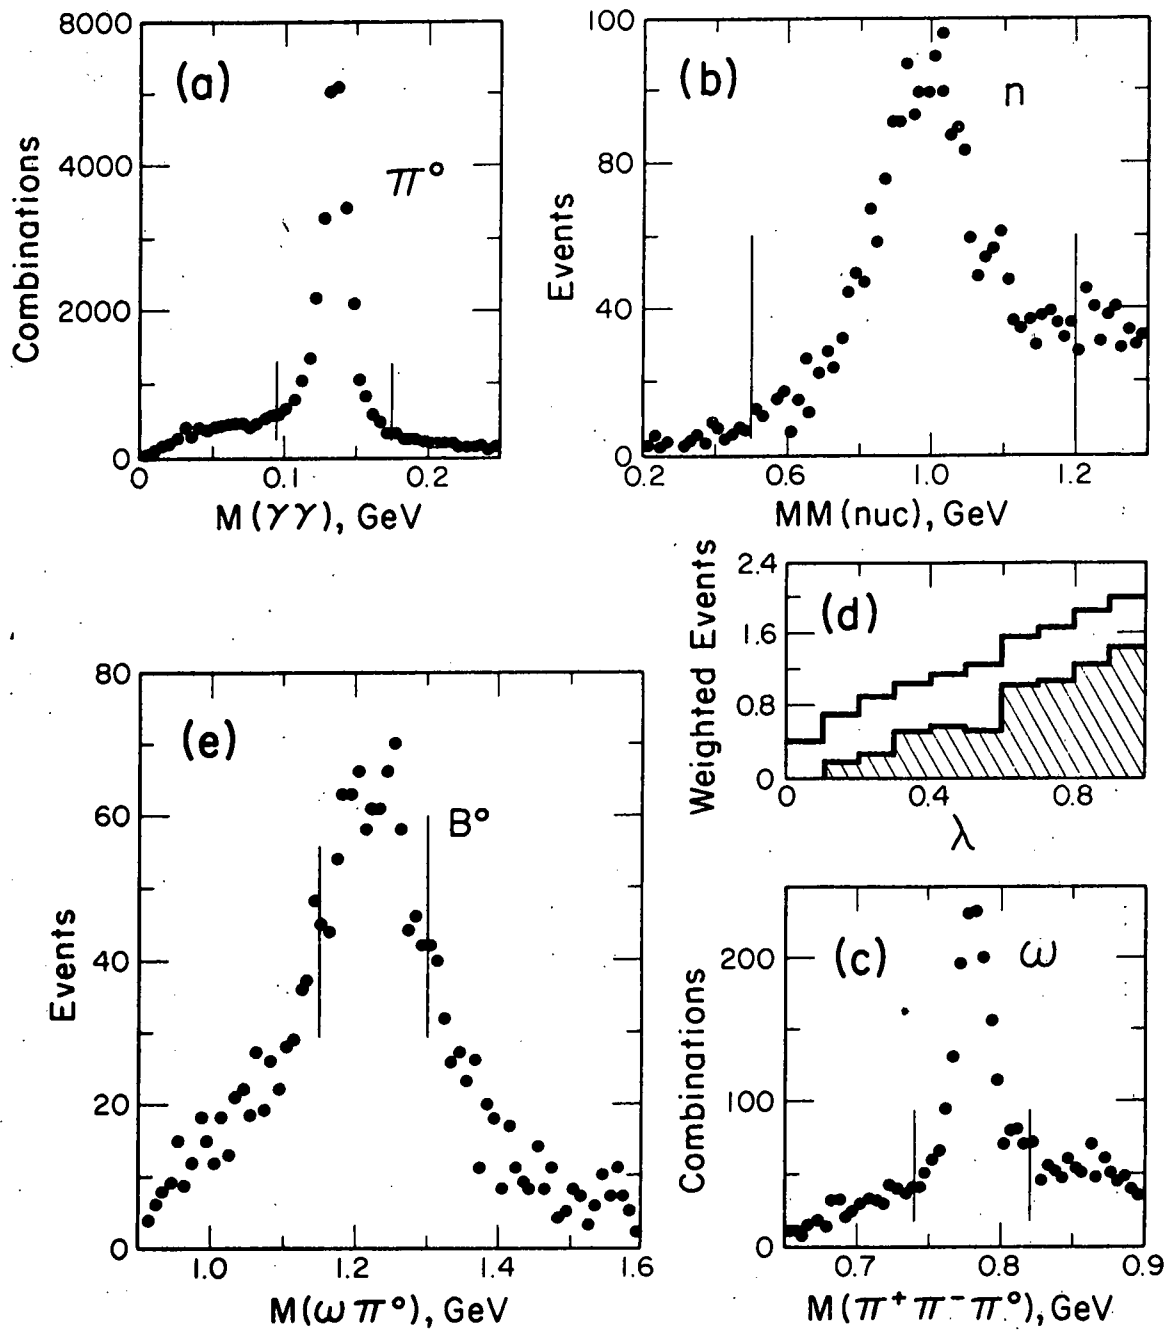 (a)
8000
4000
2000
0
Combinations
π°
0 0.1 0.2
M(γγ), GeV
(b)
100
80
40
0
Events
n
0.2 0.6 1.0 1.2
MM(nuc), GeV
(d)
2.4
1.6
0.8
0
Weighted Events
0 0.4 0.8
λ
(e)
80
60
40
20
0
Events
B°
1.0 1.2 1.4 1.6
M(ωπ°), GeV
(c)
200
100
0
Combinations
ω
0.7 0.8 0.9
M(π⁺π⁻π°), GeV